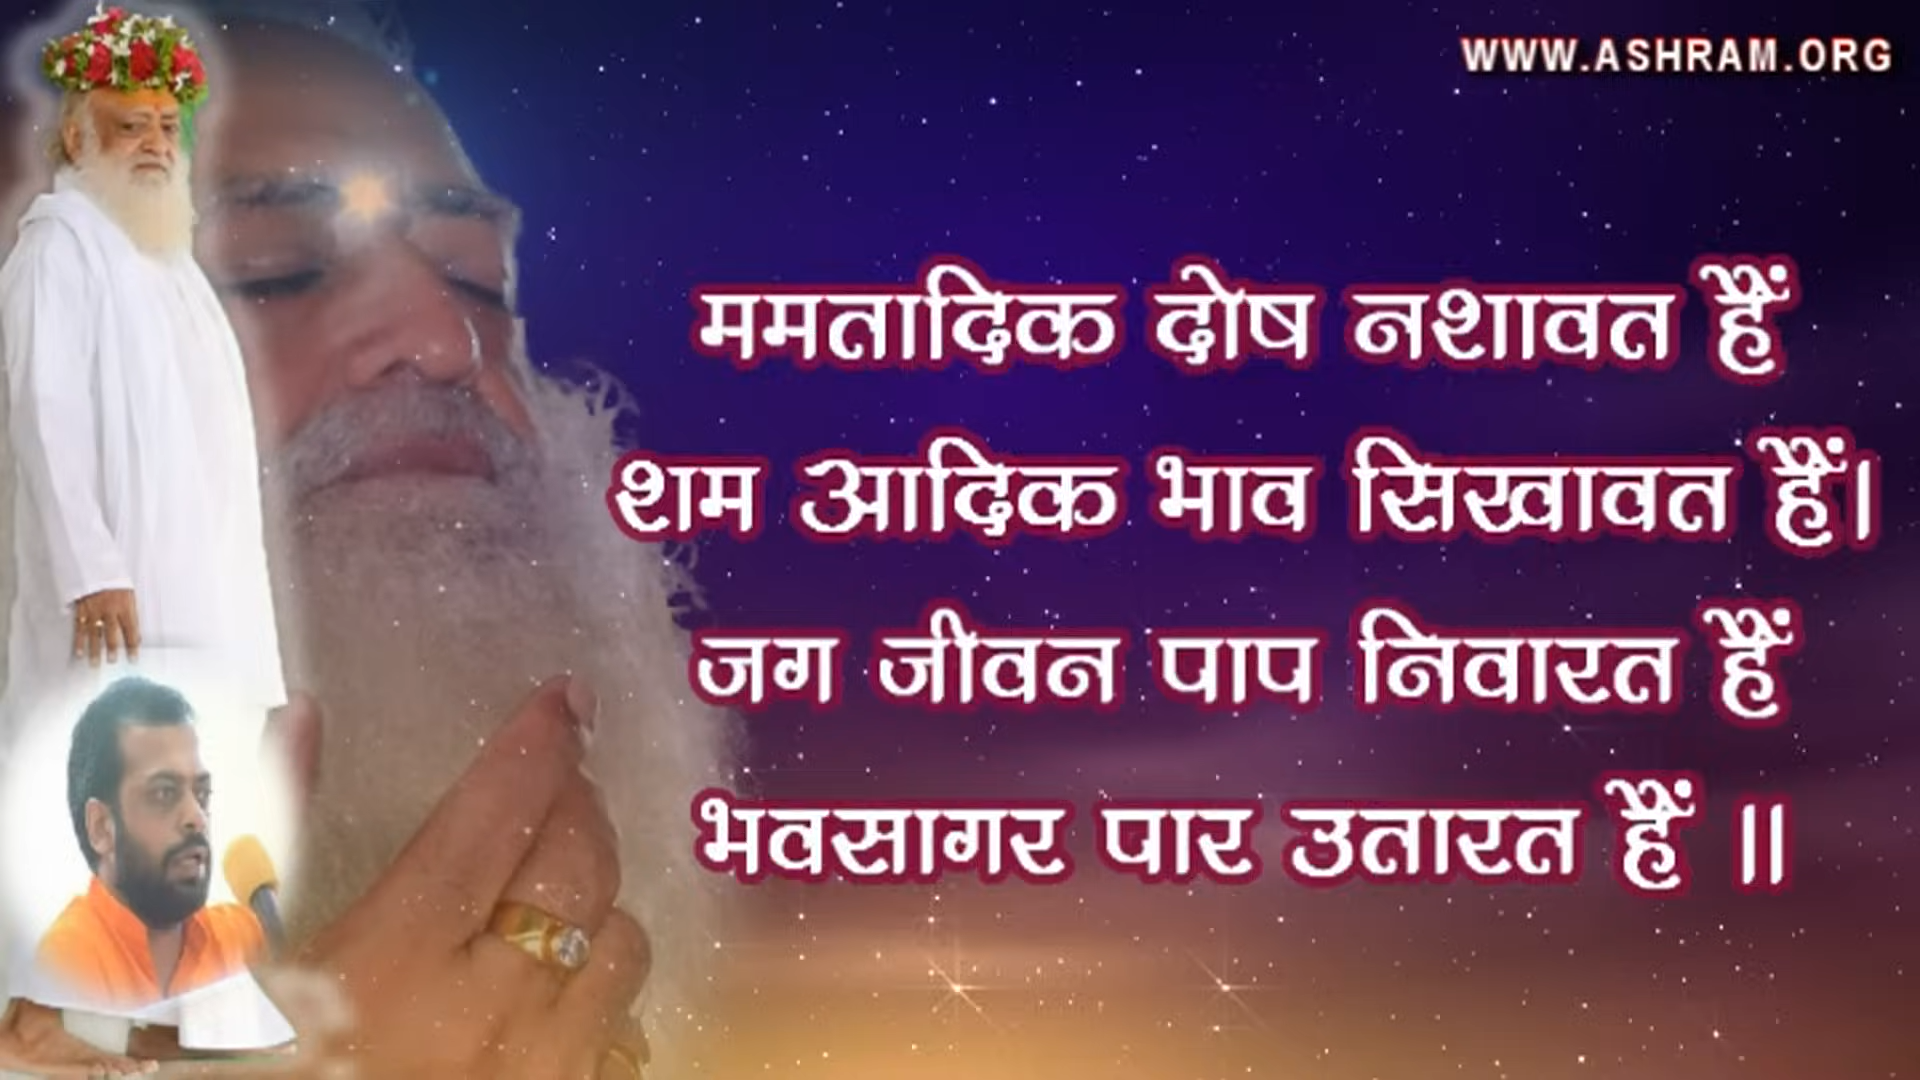 WWW.ASHRAM.ORG
ममतादिक दोष नशावत हैं
शम आदिक भाव सिखावत हैं।
जग जीवन पाप निवारत हैं
भवसागर पार उतारत हैं ॥